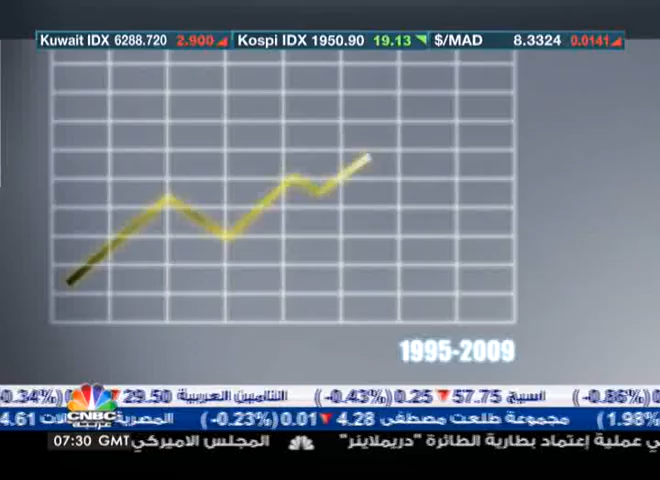 Kuwait IDX 6288.720 2.900 Kospi IDX 1950.90 19.13 $/MAD 8.3324 0.0141
1995-2009
(-0.86%) اسيج 57.75 0.25 (-0.43%) التأمين العربية 29.50 0.34%)
(1.98%) مجموعة طلعت مصطفى 4.28 0.01 (-0.23%) المصرية 4.61
CNBC
عربية
07:30 GMT
المجلس الاميركي عملية إعتماد بطارية الطائرة "دريملاينر"